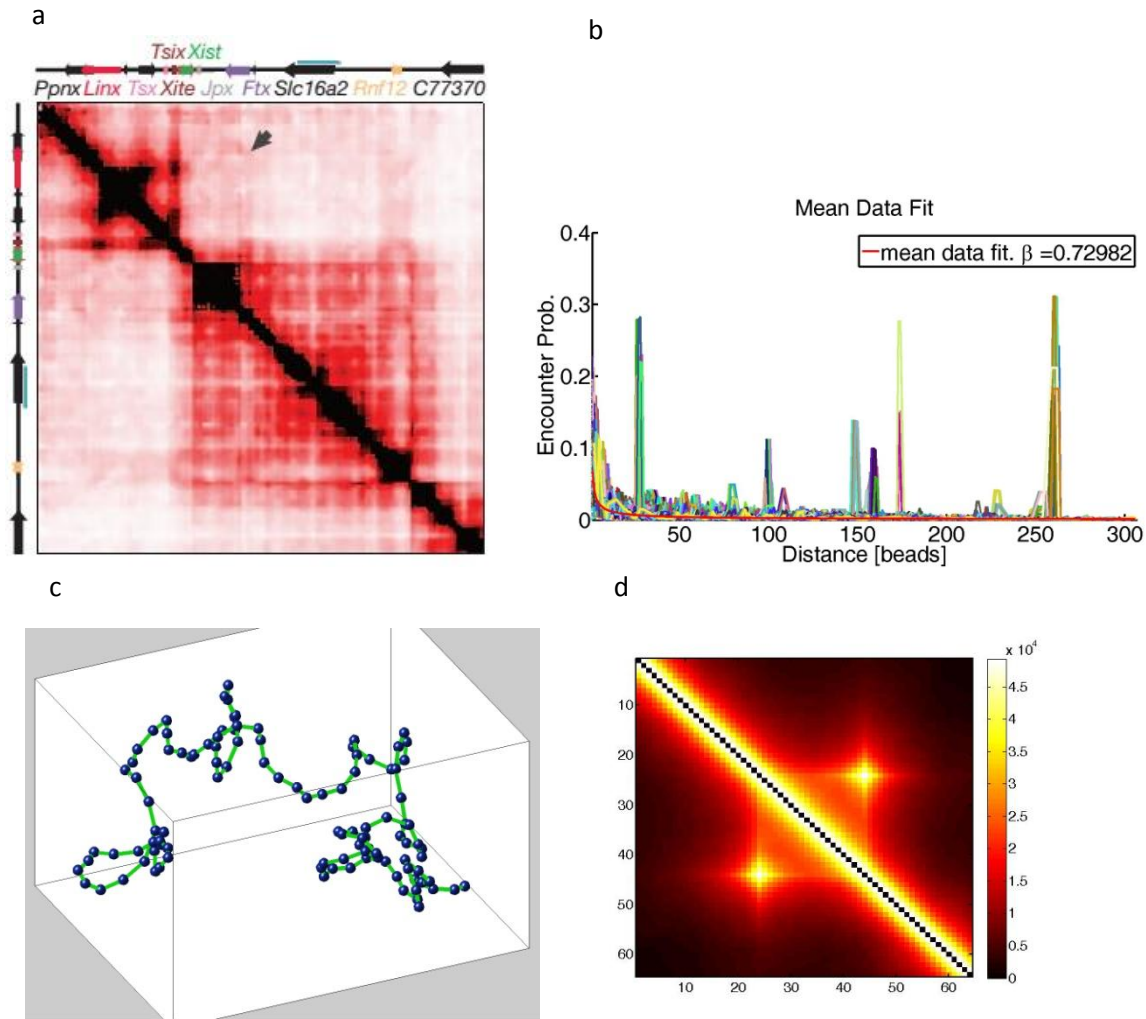 a
Tsix Xist
Ppnx Linx Tsx Xite Jpx Ftx Slc16a2 Rnf12 C77370
b
Mean Data Fit
0.4
mean data fit. β =0.72982
0.3
Encounter Prob.
0.2
0.1
0
50 100 150 200 250 300
Distance [beads]
c
d
x 10^4
4.5
4
3.5
3
2.5
2
1.5
1
0.5
0
10
20
30
40
50
60
10 20 30 40 50 60